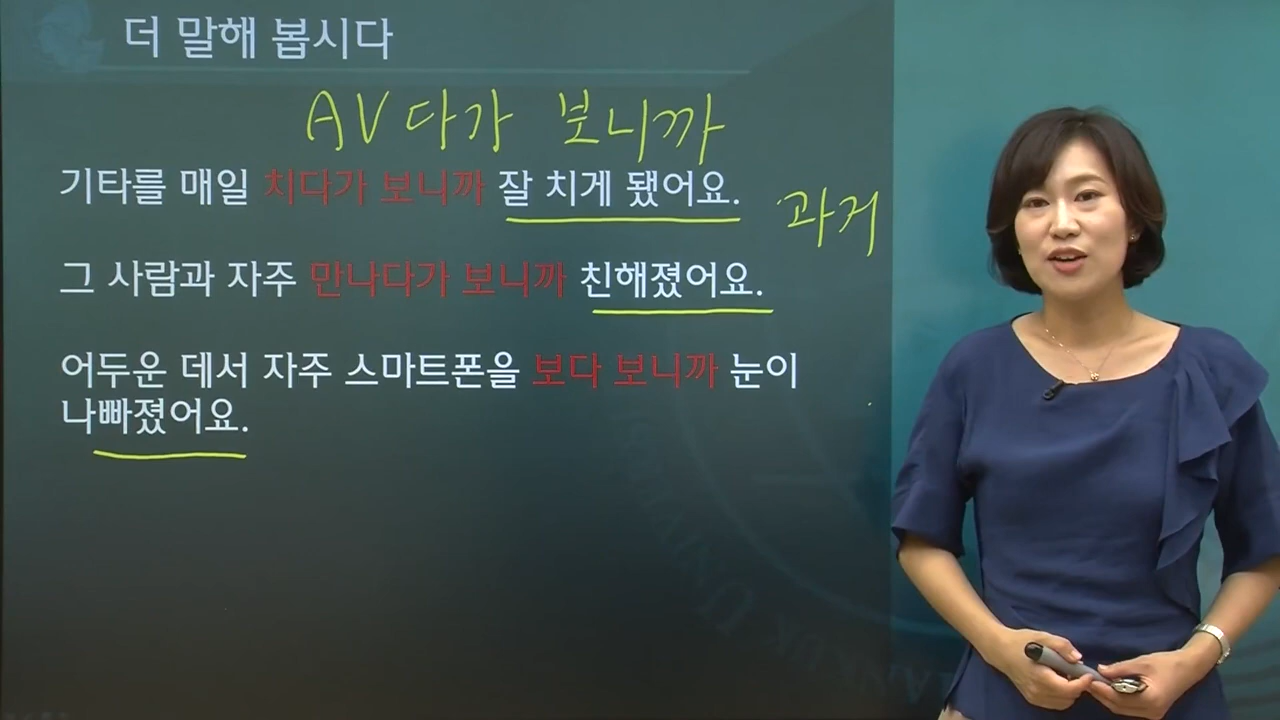 더 말해 봅시다
AV다가 보니까
기타를 매일 치다가 보니까 잘 치게 됐어요.
과거
그 사람과 자주 만나다가 보니까 친해졌어요.
어두운 데서 자주 스마트폰을 보다 보니까 눈이
나빠졌어요.